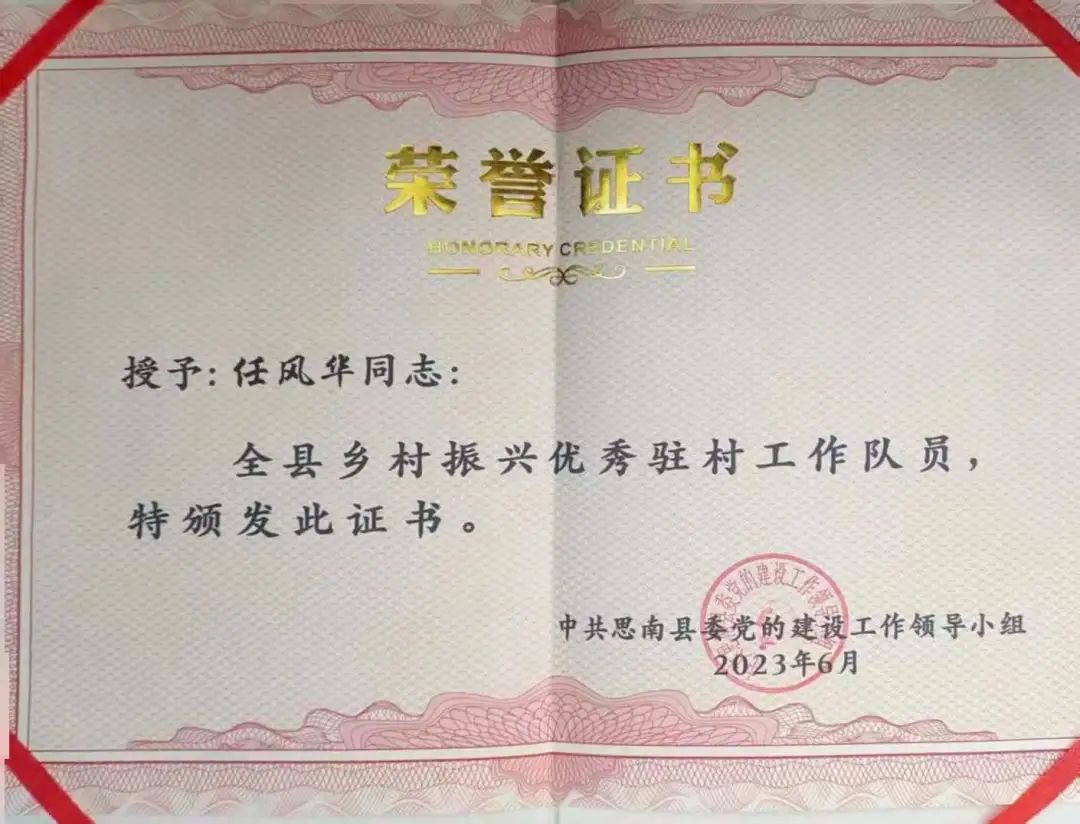 荣誉证书
HONORARY CREDENTIAL
授予：任风华同志：
全县乡村振兴优秀驻村工作队员，
特颁发此证书。
中共思南县委党的建设工作领导小组
2023年6月